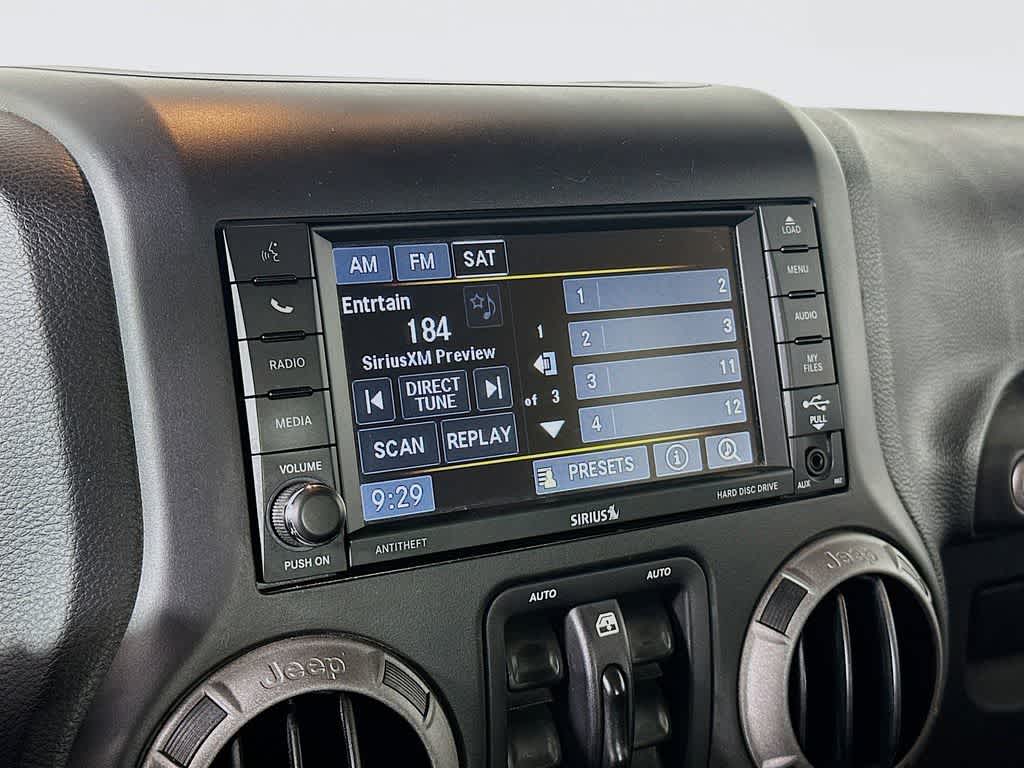 AM FM SAT
Entrtain
184
SiriusXM Preview
DIRECT
TUNE
SCAN REPLAY
9:29
1
of 3
1 2
2 3
3 11
4 12
PRESETS
RADIO
MEDIA
VOLUME
PUSH ON
ANTITHEFT
SIRIUS
HARD DISC DRIVE
LOAD
MENU
AUDIO
MY
FILES
PULL
AUX
AUTO AUTO
Jeep
Jeep